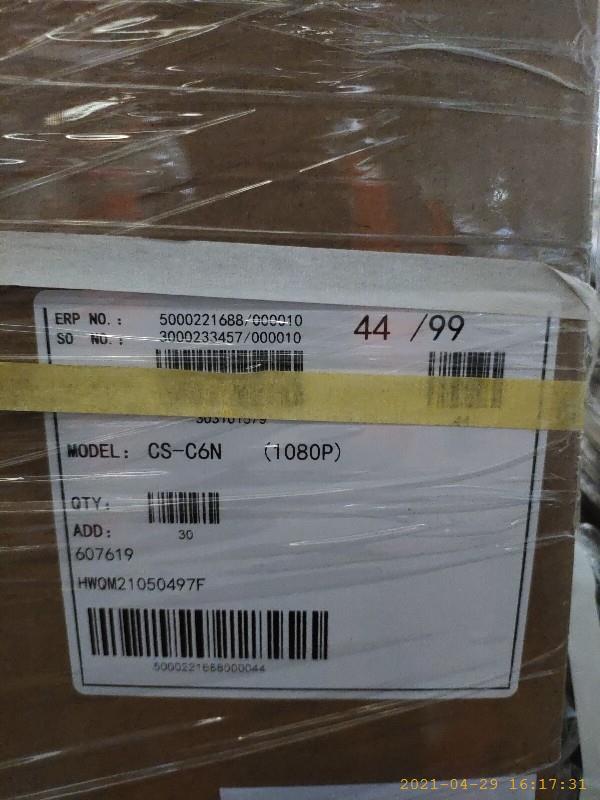 ERP NO.: 5000221688/000010 44 /99
SO NO.: 3000233457/000010
303101579
MODEL: CS-C6N (1080P)
QTY:
30
ADD:
607619
HWQM21050497F
5000221688000044
2021-04-29 16:17:31